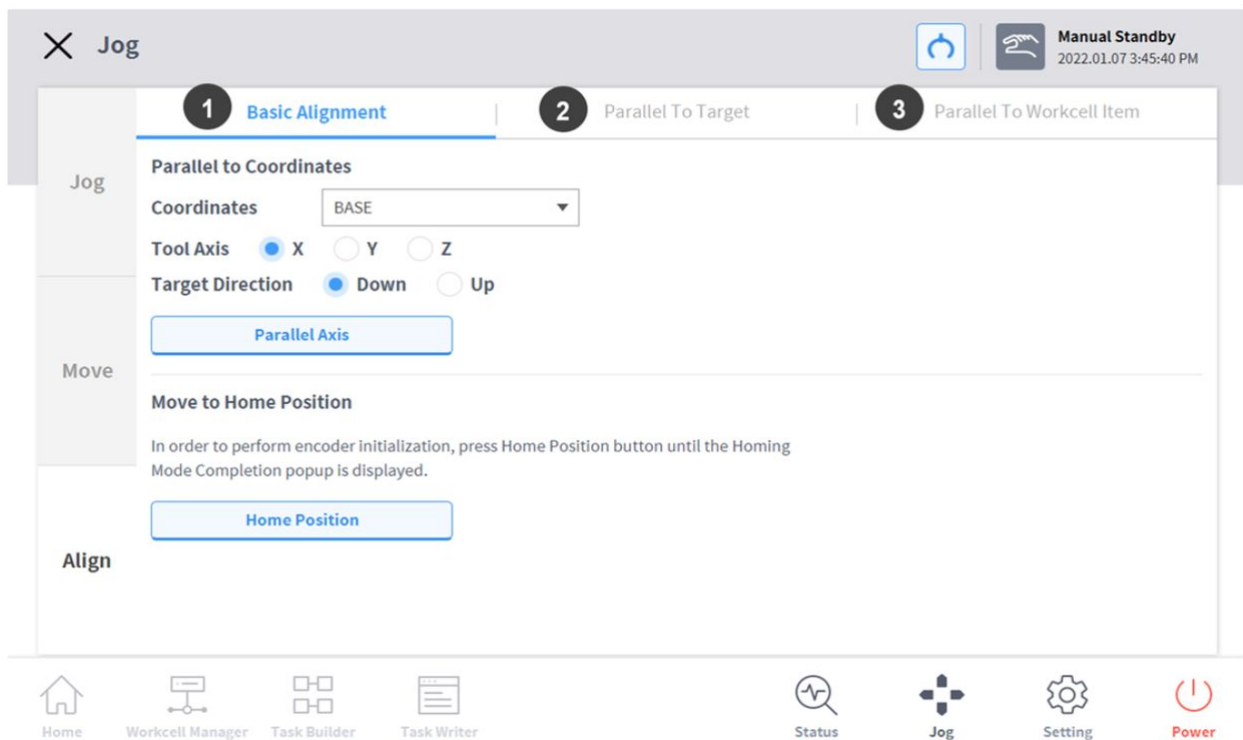 Jog
Manual Standby
2022.01.07 3:45:40 PM
1 Basic Alignment
2 Parallel To Target
3 Parallel To Workcell Item
Jog
Move
Align
Parallel to Coordinates
Coordinates BASE
Tool Axis X Y Z
Target Direction Down Up
Parallel Axis
Move to Home Position
In order to perform encoder initialization, press Home Position button until the Homing
Mode Completion popup is displayed.
Home Position
Home Workcell Manager Task Builder Task Writer Status Jog Setting Power